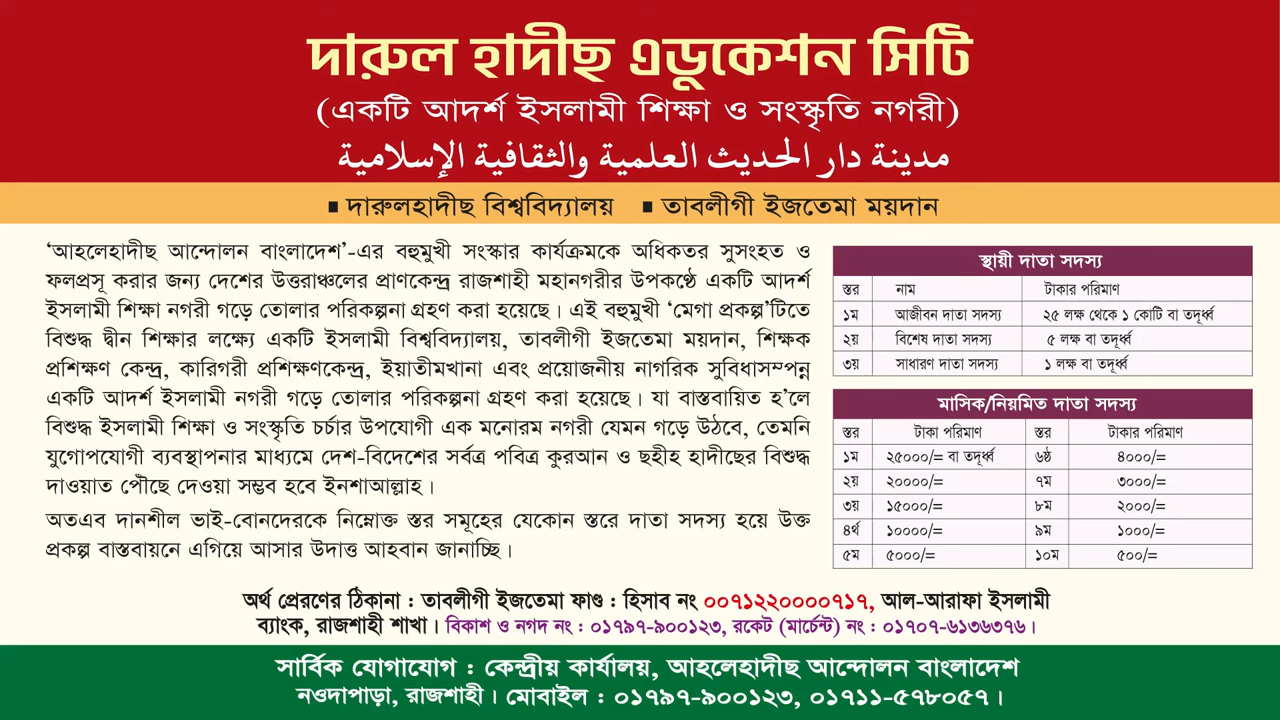 দারুল হাদীছ এডুকেশন সিটি
(একটি আদর্শ ইসলামী শিক্ষা ও সংস্কৃতি নগরী)
مدينة دار الحديث العلمية والثقافية الإسلامية
▪ দারুলহাদীছ বিশ্ববিদ্যালয় ▪ তাবলীগী ইজতেমা ময়দান
‘আহলেহাদীছ আন্দোলন বাংলাদেশ’-এর বহুমুখী সংস্কার কার্যক্রমকে অধিকতর সুসংহত ও
ফলপ্রসূ করার জন্য দেশের উত্তরাঞ্চলের প্রাণকেন্দ্র রাজশাহী মহানগরীর উপকণ্ঠে একটি আদর্শ
ইসলামী শিক্ষা নগরী গড়ে তোলার পরিকল্পনা গ্রহণ করা হয়েছে। এই বহুমুখী ‘মেগা প্রকল্প’টিতে
বিশুদ্ধ দ্বীন শিক্ষার লক্ষ্যে একটি ইসলামী বিশ্ববিদ্যালয়, তাবলীগী ইজতেমা ময়দান, শিক্ষক
প্রশিক্ষণ কেন্দ্র, কারিগরী প্রশিক্ষণকেন্দ্র, ইয়াতীমখানা এবং প্রয়োজনীয় নাগরিক সুবিধাসম্পন্ন
একটি আদর্শ ইসলামী নগরী গড়ে তোলার পরিকল্পনা গ্রহণ করা হয়েছে। যা বাস্তবায়িত হ’লে
বিশুদ্ধ ইসলামী শিক্ষা ও সংস্কৃতি চর্চার উপযোগী এক মনোরম নগরী যেমন গড়ে উঠবে, তেমনি
যুগোপযোগী ব্যবস্থাপনার মাধ্যমে দেশ-বিদেশের সর্বত্র পবিত্র কুরআন ও ছহীহ হাদীছের বিশুদ্ধ
দাওয়াত পৌঁছে দেওয়া সম্ভব হবে ইনশাআল্লাহ।
অতএব দানশীল ভাই-বোনদেরকে নিম্নোক্ত স্তর সমূহের যেকোন স্তরে দাতা সদস্য হয়ে উক্ত
প্রকল্প বাস্তবায়নে এগিয়ে আসার উদাত্ত আহবান জানাচ্ছি।
স্থায়ী দাতা সদস্য
স্তর নাম টাকার পরিমাণ
১ম আজীবন দাতা সদস্য ২৫ লক্ষ থেকে ১ কোটি বা তদূর্ধ্ব
২য় বিশেষ দাতা সদস্য ৫ লক্ষ বা তদূর্ধ্ব
৩য় সাধারণ দাতা সদস্য ১ লক্ষ বা তদূর্ধ্ব
মাসিক/নিয়মিত দাতা সদস্য
স্তর টাকা পরিমাণ স্তর টাকার পরিমাণ
১ম ২৫০০০/= বা তদূর্ধ্ব ৬ষ্ঠ ৪০০০/=
২য় ২০০০০/= ৭ম ৩০০০/=
৩য় ১৫০০০/= ৮ম ২০০০/=
৪র্থ ১০০০০/= ৯ম ১০০০/=
৫ম ৫০০০/= ১০ম ৫০০/=
অর্থ প্রেরণের ঠিকানা : তাবলীগী ইজতেমা ফাণ্ড : হিসাব নং ০০৭১২২০০০০৭১৭, আল-আরাফা ইসলামী
ব্যাংক, রাজশাহী শাখা। বিকাশ ও নগদ নং : ০১৭৯৭-৯০০১২৩, রকেট (মার্চেন্ট) নং : ০১৭০৭-৬১৩৬৩৭৬।
সার্বিক যোগাযোগ : কেন্দ্রীয় কার্যালয়, আহলেহাদীছ আন্দোলন বাংলাদেশ
নওদাপাড়া, রাজশাহী। মোবাইল : ০১৭৯৭-৯০০১২৩, ০১৭১১-৫৭৮০৫৭।